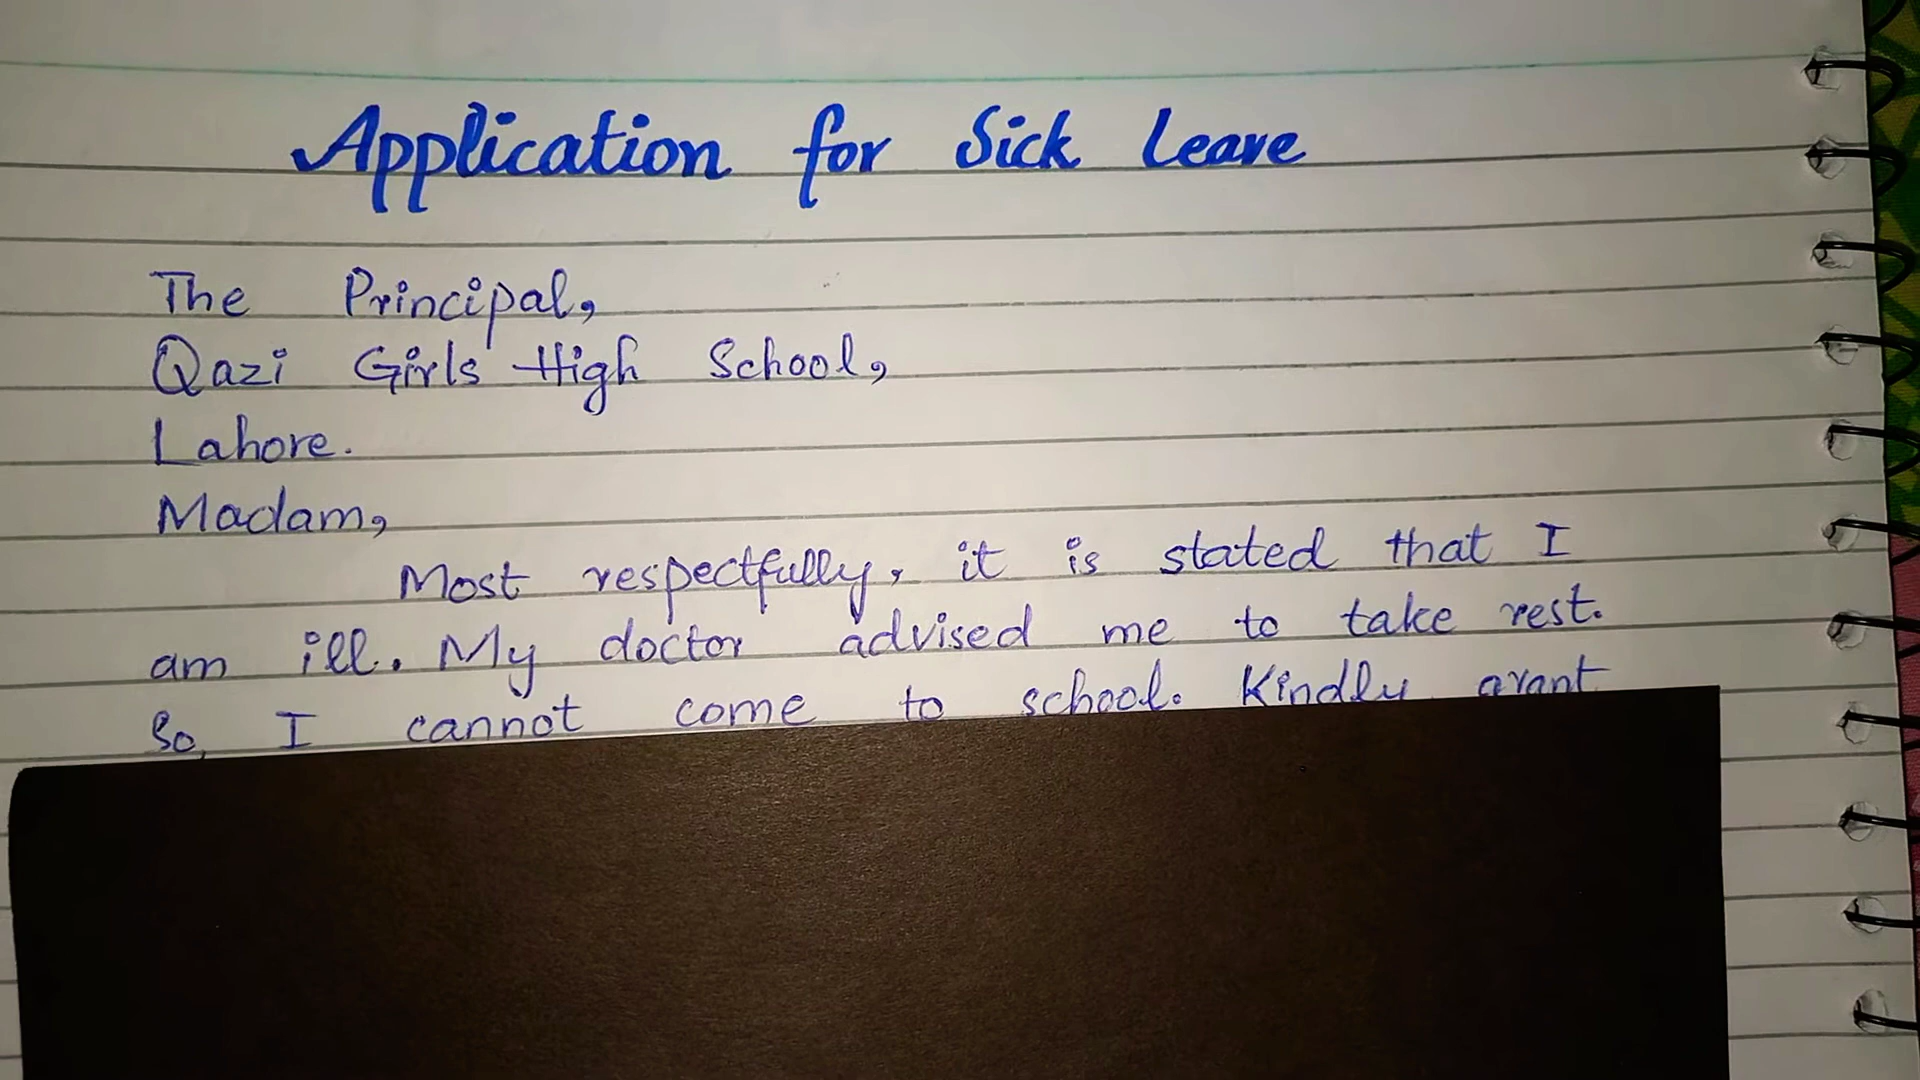 Application for Sick Leave
The Principal,
Qazi Girls' High School,
Lahore.
Madam,
Most respectfully, it is stated that I
am ill. My doctor advised me to take rest.
So, I cannot come to school. Kindly grant